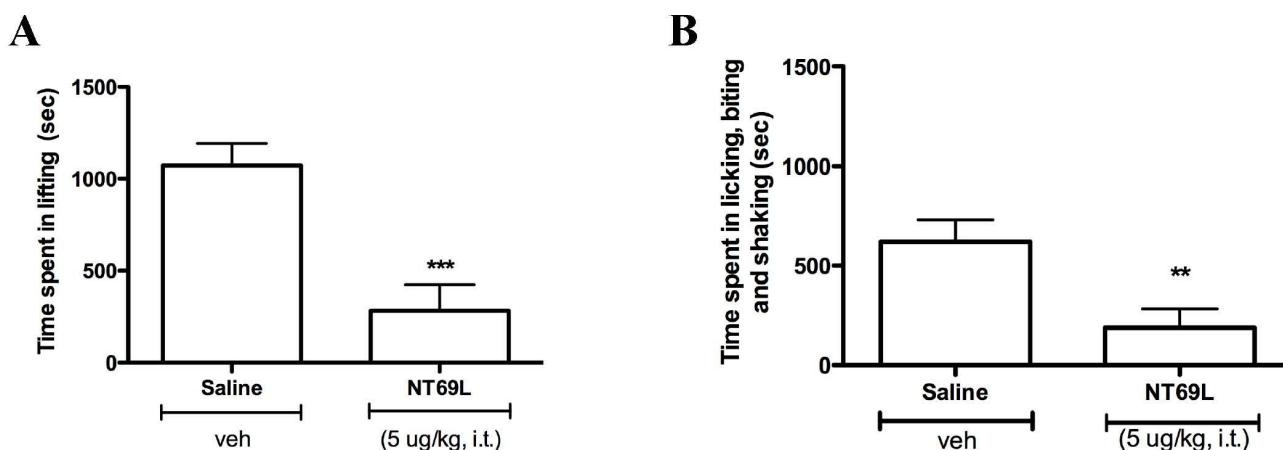 A
Time spent in lifting (sec)
1500
1000
500
0
***
Saline
NT69L
veh
(5 ug/kg, i.t.)
B
Time spent in licking, biting
and shaking (sec)
1500
1000
500
0
**
Saline
NT69L
veh
(5 ug/kg, i.t.)